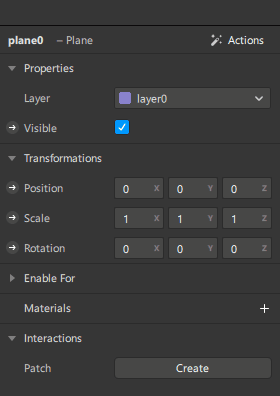 plane0 – Plane Actions
Properties
Layer layer0
Visible
Transformations
Position 0 X 0 Y 0 Z
Scale 1 X 1 Y 1 Z
Rotation 0 X 0 Y 0 Z
Enable For
Materials +
Interactions
Patch Create